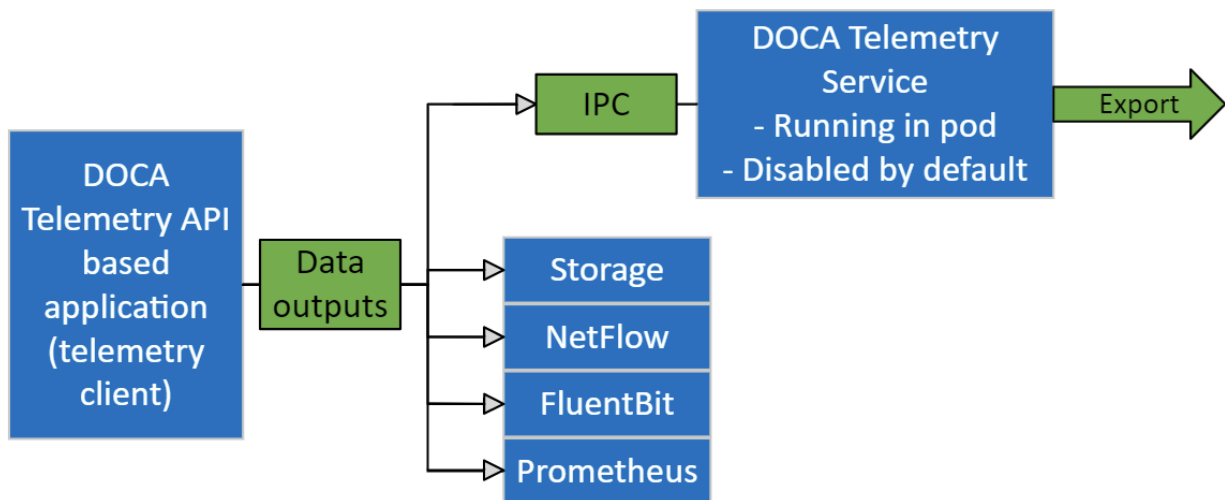 DOCA
Telemetry API
based
application
(telemetry
client)
Data
outputs
IPC
DOCA Telemetry
Service
- Running in pod
- Disabled by default
Export
Storage
NetFlow
FluentBit
Prometheus